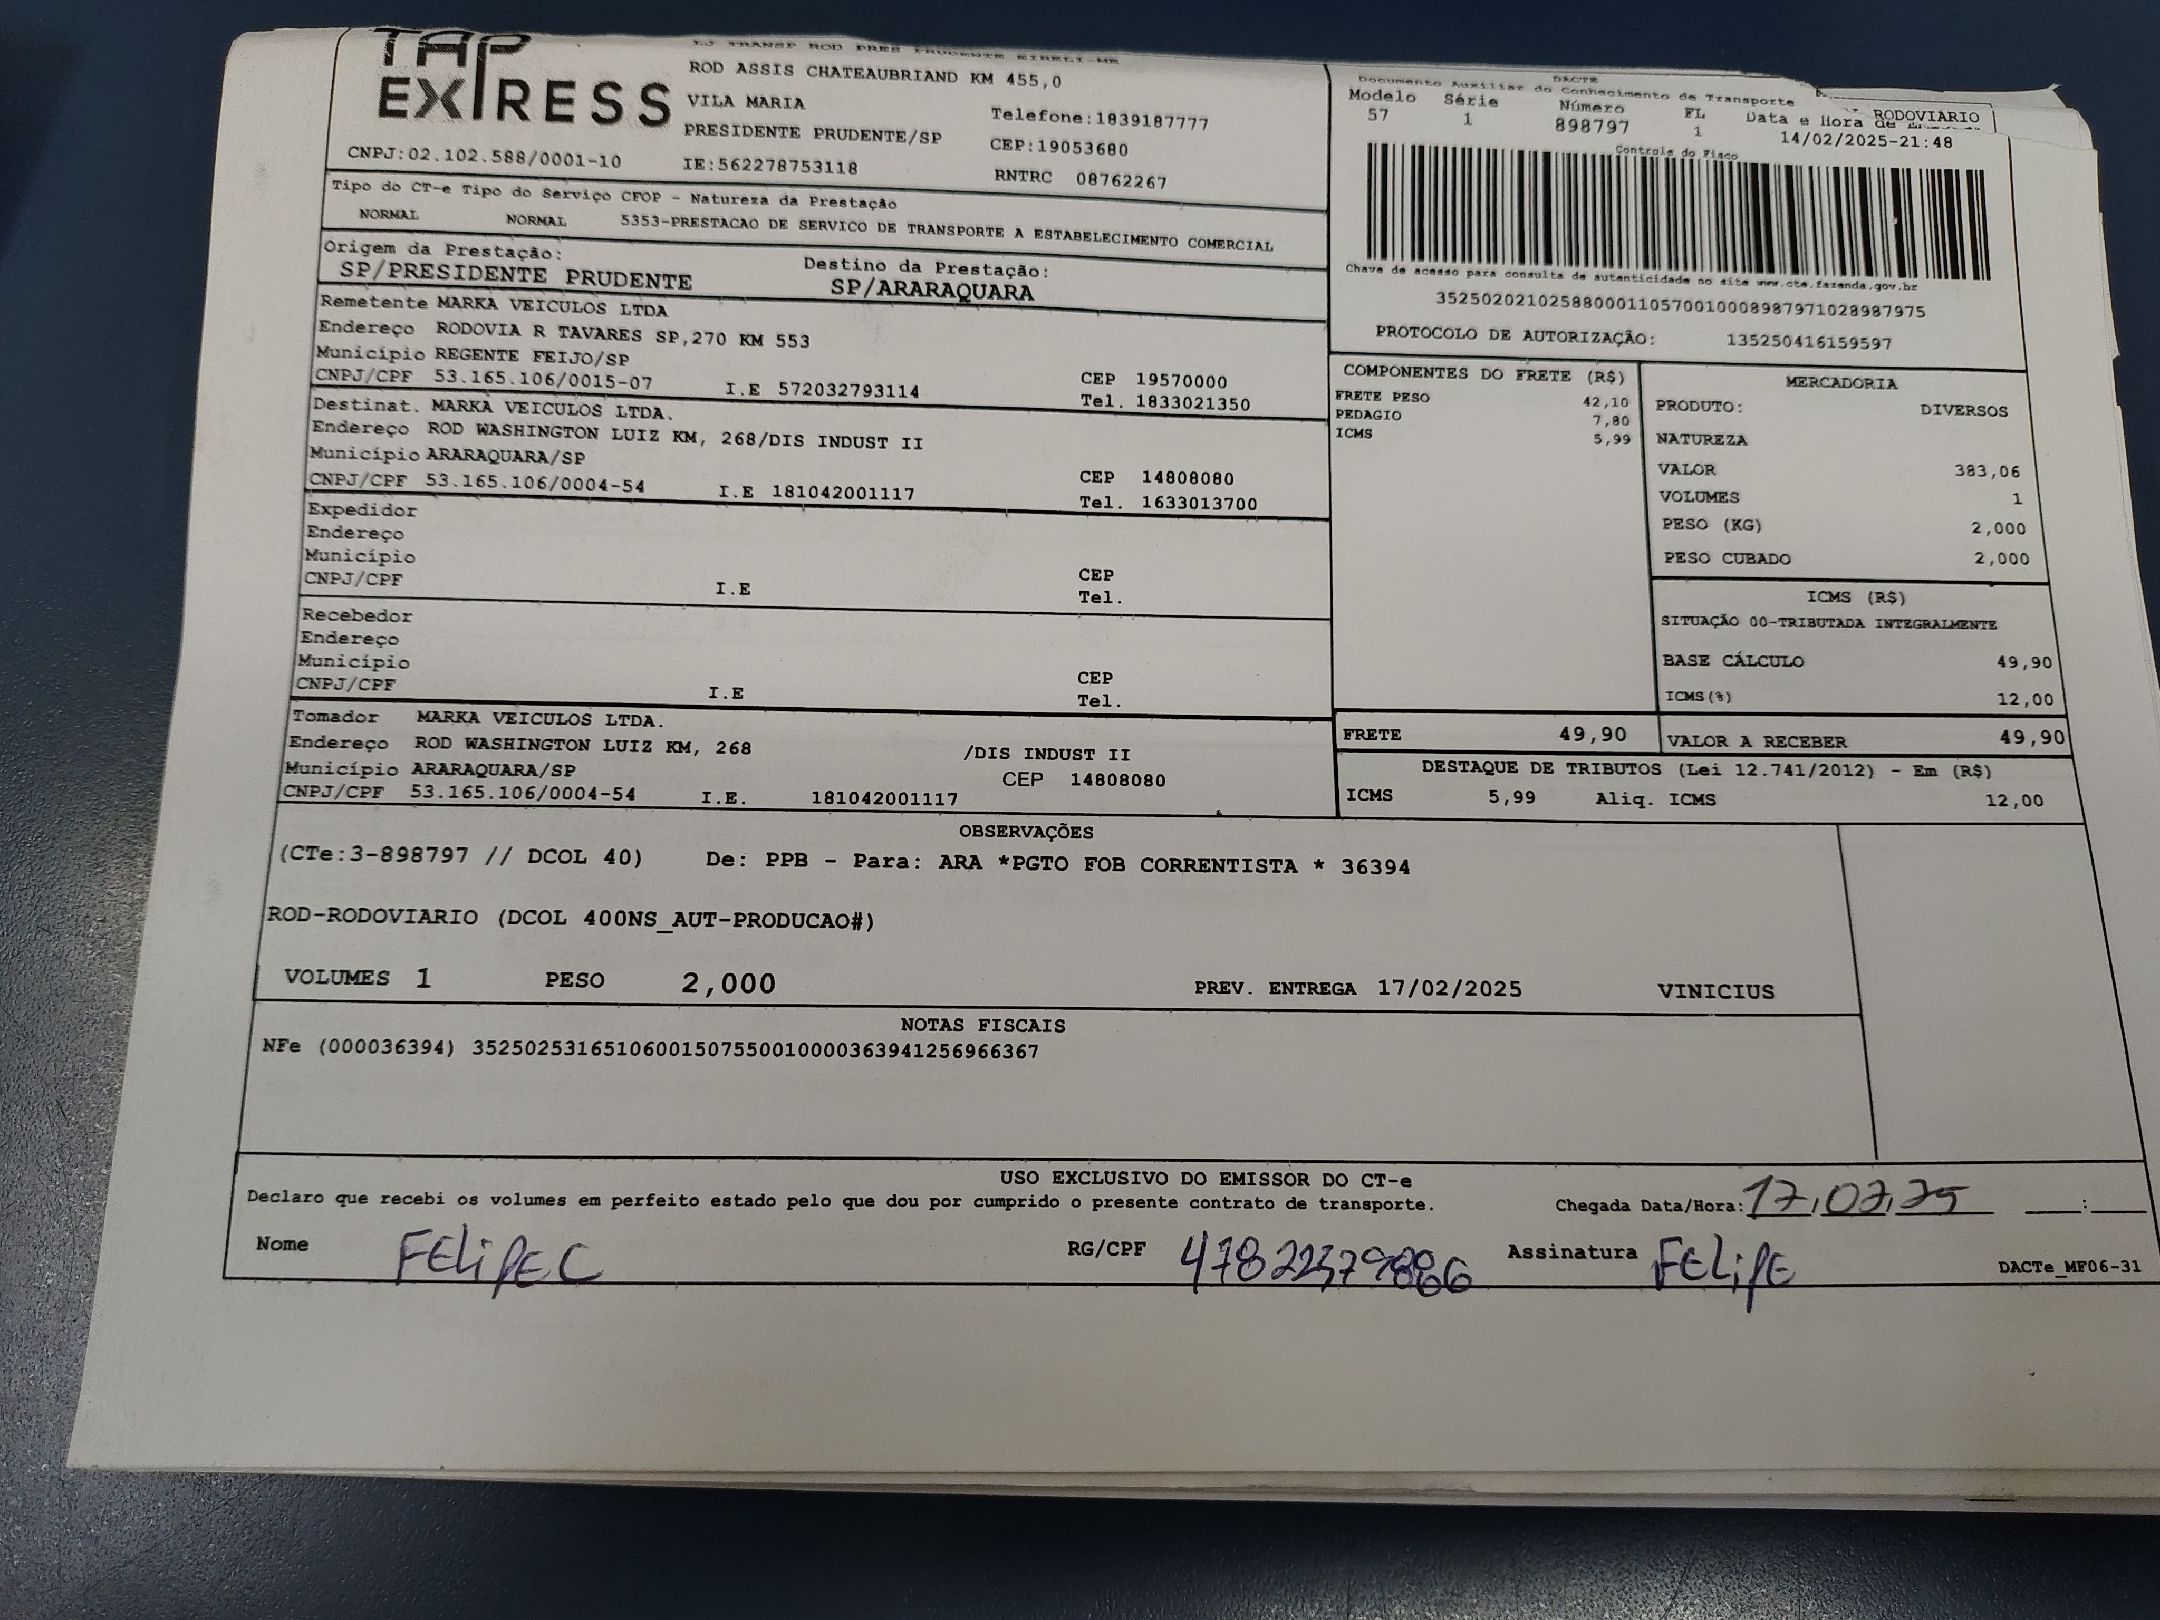 TAP
EXPRESS
LJ TRANSP ROD PRES PRUDENTE EIRELI-ME
ROD ASSIS CHATEAUBRIAND KM 455,0
VILA MARIA
Telefone:1839187777
PRESIDENTE PRUDENTE/SP
CEP:19053680
CNPJ:02.102.588/0001-10 IE:562278753118 RNTRC 08762267
DACTE
Documento Auxiliar do Conhecimento de Transporte
RODOVIARIO
Modelo Série Número FL Data e Hora de
57 1 898797 1 14/02/2025-21:48
Controle do Fisco
Chave de acesso para consulta de autenticidade no site www.cte.fazenda.gov.br
35250202102588000110570010008987971028987975
PROTOCOLO DE AUTORIZAÇÃO: 135250416159597
Tipo do CT-e Tipo do Serviço CFOP - Natureza da Prestação
NORMAL NORMAL 5353-PRESTACAO DE SERVICO DE TRANSPORTE A ESTABELECIMENTO COMERCIAL
Origem da Prestação: Destino da Prestação:
SP/PRESIDENTE PRUDENTE SP/ARARAQUARA
Remetente MARKA VEICULOS LTDA
Endereço RODOVIA R TAVARES SP,270 KM 553
Município REGENTE FEIJO/SP
CEP 19570000
CNPJ/CPF 53.165.106/0015-07 I.E 572032793114 Tel. 1833021350
Destinat. MARKA VEICULOS LTDA.
Endereço ROD WASHINGTON LUIZ KM, 268/DIS INDUST II
Município ARARAQUARA/SP
CEP 14808080
CNPJ/CPF 53.165.106/0004-54 I.E 181042001117 Tel. 1633013700
Expedidor
Endereço
Município
CEP
CNPJ/CPF I.E Tel.
Recebedor
Endereço
Município
CEP
CNPJ/CPF I.E Tel.
Tomador MARKA VEICULOS LTDA.
Endereço ROD WASHINGTON LUIZ KM, 268 /DIS INDUST II
Município ARARAQUARA/SP CEP 14808080
CNPJ/CPF 53.165.106/0004-54 I.E. 181042001117
COMPONENTES DO FRETE (R$)
FRETE PESO 42,10
PEDAGIO 7,80
ICMS 5,99
MERCADORIA
PRODUTO: DIVERSOS
NATUREZA
VALOR 383,06
VOLUMES 1
PESO (KG) 2,000
PESO CUBADO 2,000
ICMS (R$)
SITUAÇÃO 00-TRIBUTADA INTEGRALMENTE
BASE CÁLCULO 49,90
ICMS(%) 12,00
FRETE 49,90 VALOR A RECEBER 49,90
DESTAQUE DE TRIBUTOS (Lei 12.741/2012) - Em (R$)
ICMS 5,99 Aliq. ICMS 12,00
OBSERVAÇÕES
(CTe:3-898797 // DCOL 40) De: PPB - Para: ARA *PGTO FOB CORRENTISTA * 36394
ROD-RODOVIARIO (DCOL 400NS_AUT-PRODUCAO#)
VOLUMES 1 PESO 2,000 PREV. ENTREGA 17/02/2025 VINICIUS
NOTAS FISCAIS
NFe (000036394) 35250253165106001507550010000363941256966367
USO EXCLUSIVO DO EMISSOR DO CT-e
Declaro que recebi os volumes em perfeito estado pelo que dou por cumprido o presente contrato de transporte. Chegada Data/Hora: 17,02,25 :
Nome FELIPE C RG/CPF Assinatura FELIPE
DACTe_MF06-31